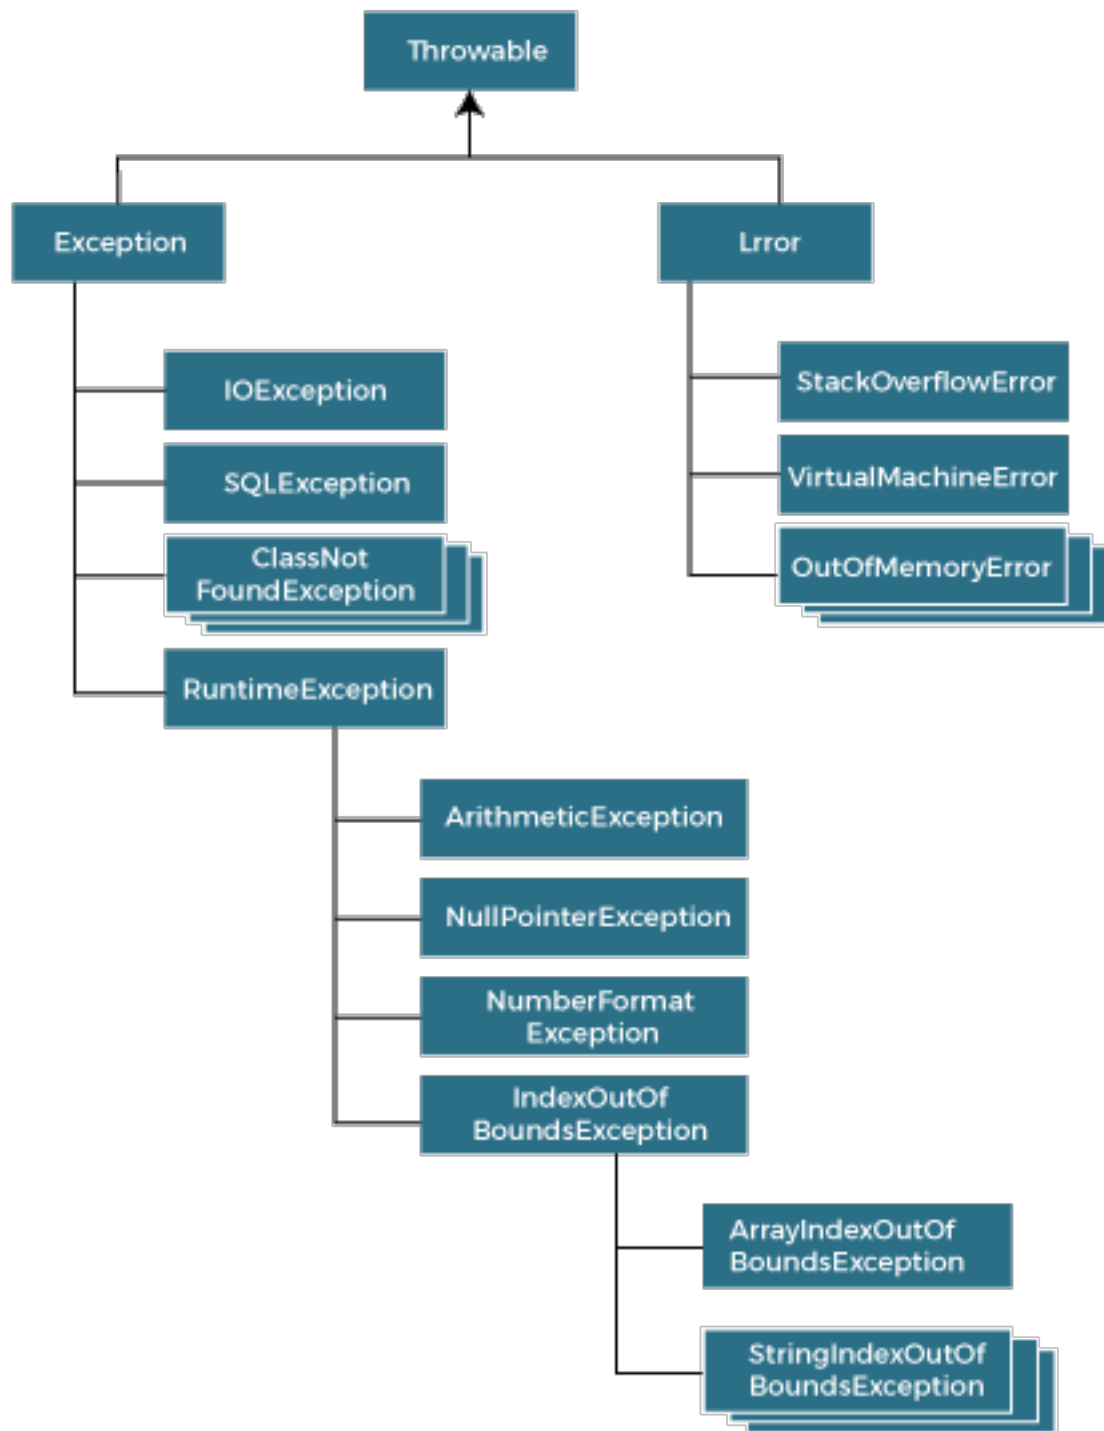 Throwable
Exception
Lrror
IOException
SQLException
ClassNot
FoundException
RuntimeException
StackOverflowError
VirtualMachineError
OutOfMemoryError
ArithmeticException
NullPointerException
NumberFormat
Exception
IndexOutOf
BoundsException
ArrayIndexOutOf
BoundsException
StringIndexOutOf
BoundsException